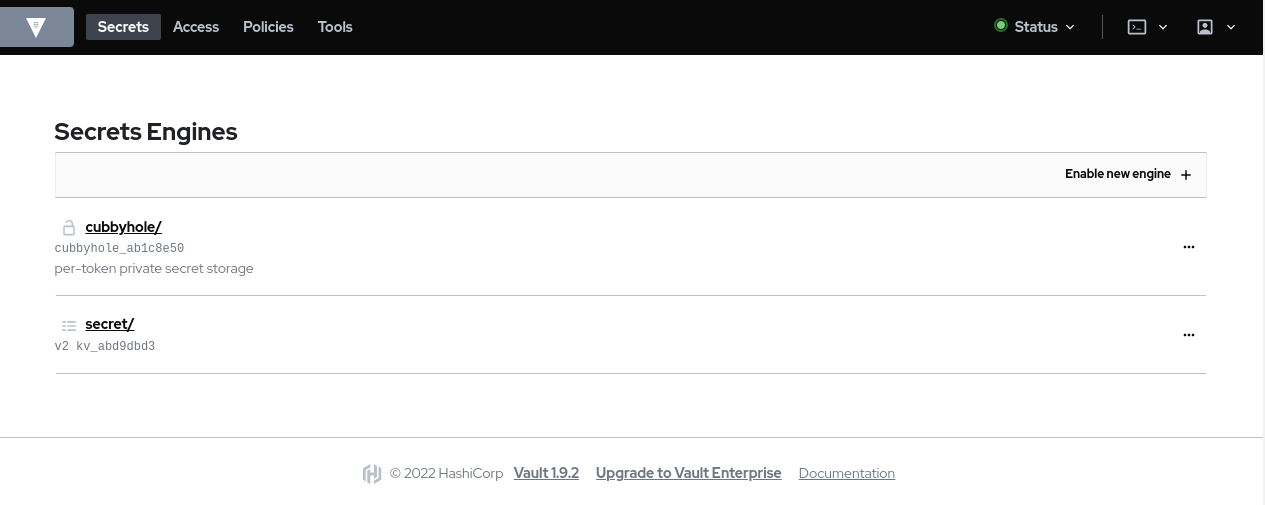 Secrets Access Policies Tools Status
Secrets Engines
Enable new engine
cubbyhole/
cubbyhole_ab1c8e50
per-token private secret storage
secret/
v2 kv_abd9dbd3
© 2022 HashiCorp Vault 1.9.2 Upgrade to Vault Enterprise Documentation